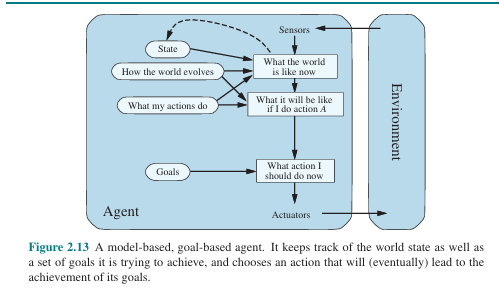 Sensors
State
What the world
is like now
How the world evolves
What my actions do
What it will be like
if I do action A
Goals
What action I
should do now
Agent
Actuators
Environment
Figure 2.13 A model-based, goal-based agent. It keeps track of the world state as well as
a set of goals it is trying to achieve, and chooses an action that will (eventually) lead to the
achievement of its goals.